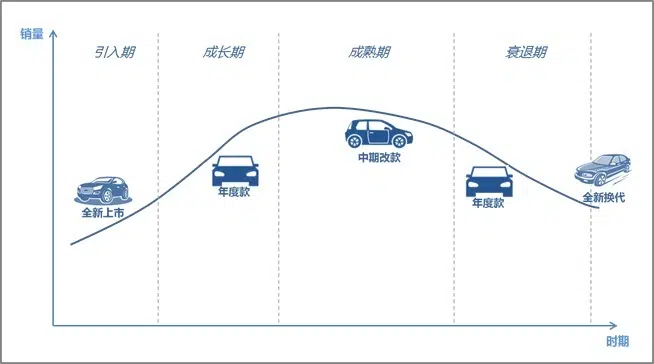 销量
引入期
成长期
成熟期
衰退期
全新上市
年度款
中期改款
年度款
全新换代
时期